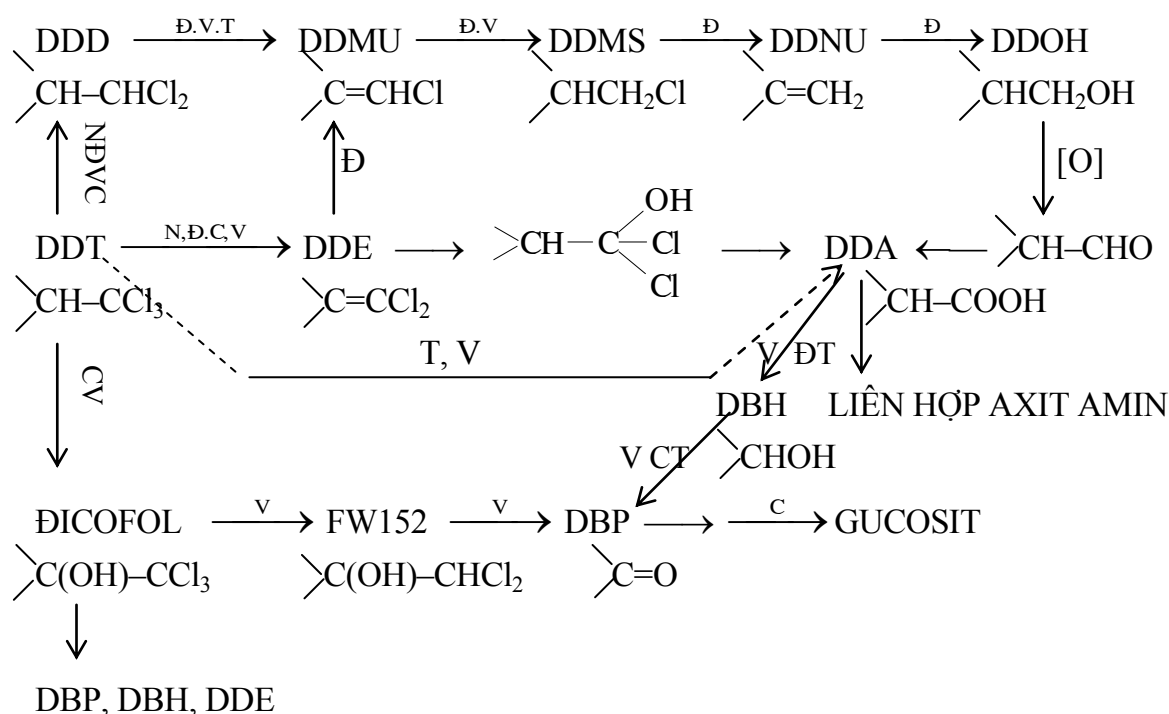 DDD Đ.V.T DDMU Đ.V DDMS Đ DDNU Đ DDOH
CH–CHCl₂ C=CHCl CHCH₂Cl C=CH₂ CHCH₂OH
NĐVC Đ [O]
OH
DDT N,Đ.C,V DDE CH–C–Cl DDA CH–CHO
Cl
CH–CCl₃ C=CCl₂ CH–COOH
T, V V ĐT
CV
DBH LIÊN HỢP AXIT AMIN
V CT CHOH
ĐICOFOL V FW152 V DBP C GUCOSIT
C(OH)–CCl₃ C(OH)–CHCl₂ C=O
DBP, DBH, DDE